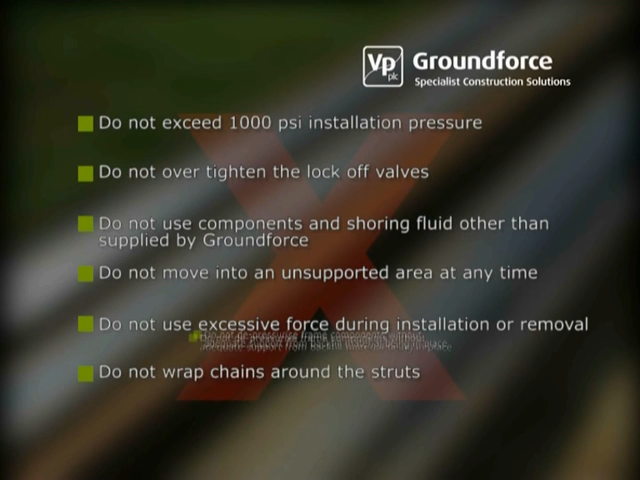 Vp plc
Groundforce
Specialist Construction Solutions
Do not exceed 1000 psi installation pressure
Do not over tighten the lock off valves
Do not use components and shoring fluid other than
supplied by Groundforce
Do not move into an unsupported area at any time
Do not use excessive force during installation or removal
Do not wrap chains around the struts